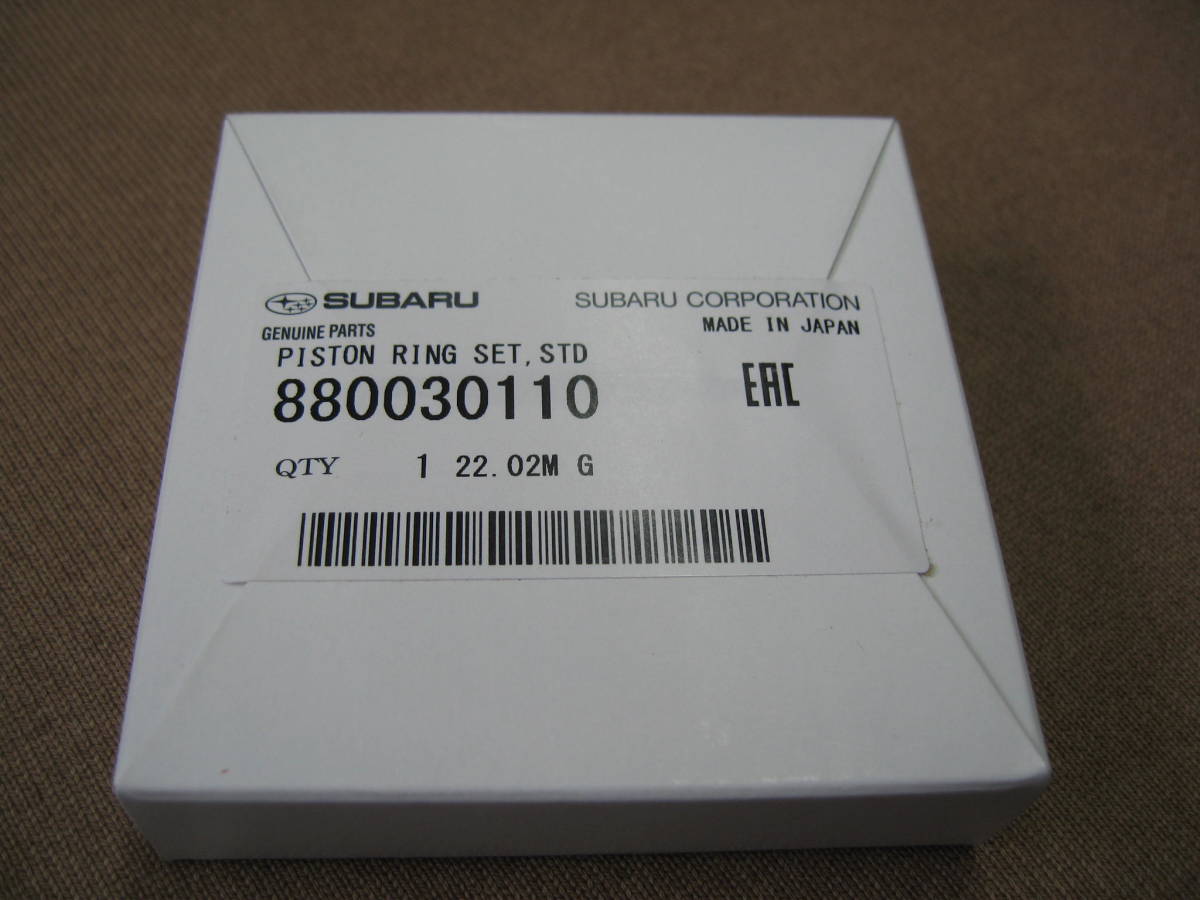 SUBARU SUBARU CORPORATION
GENUINE PARTS MADE IN JAPAN
PISTON RING SET,STD
880030110 EAC
QTY 1 22.02M G